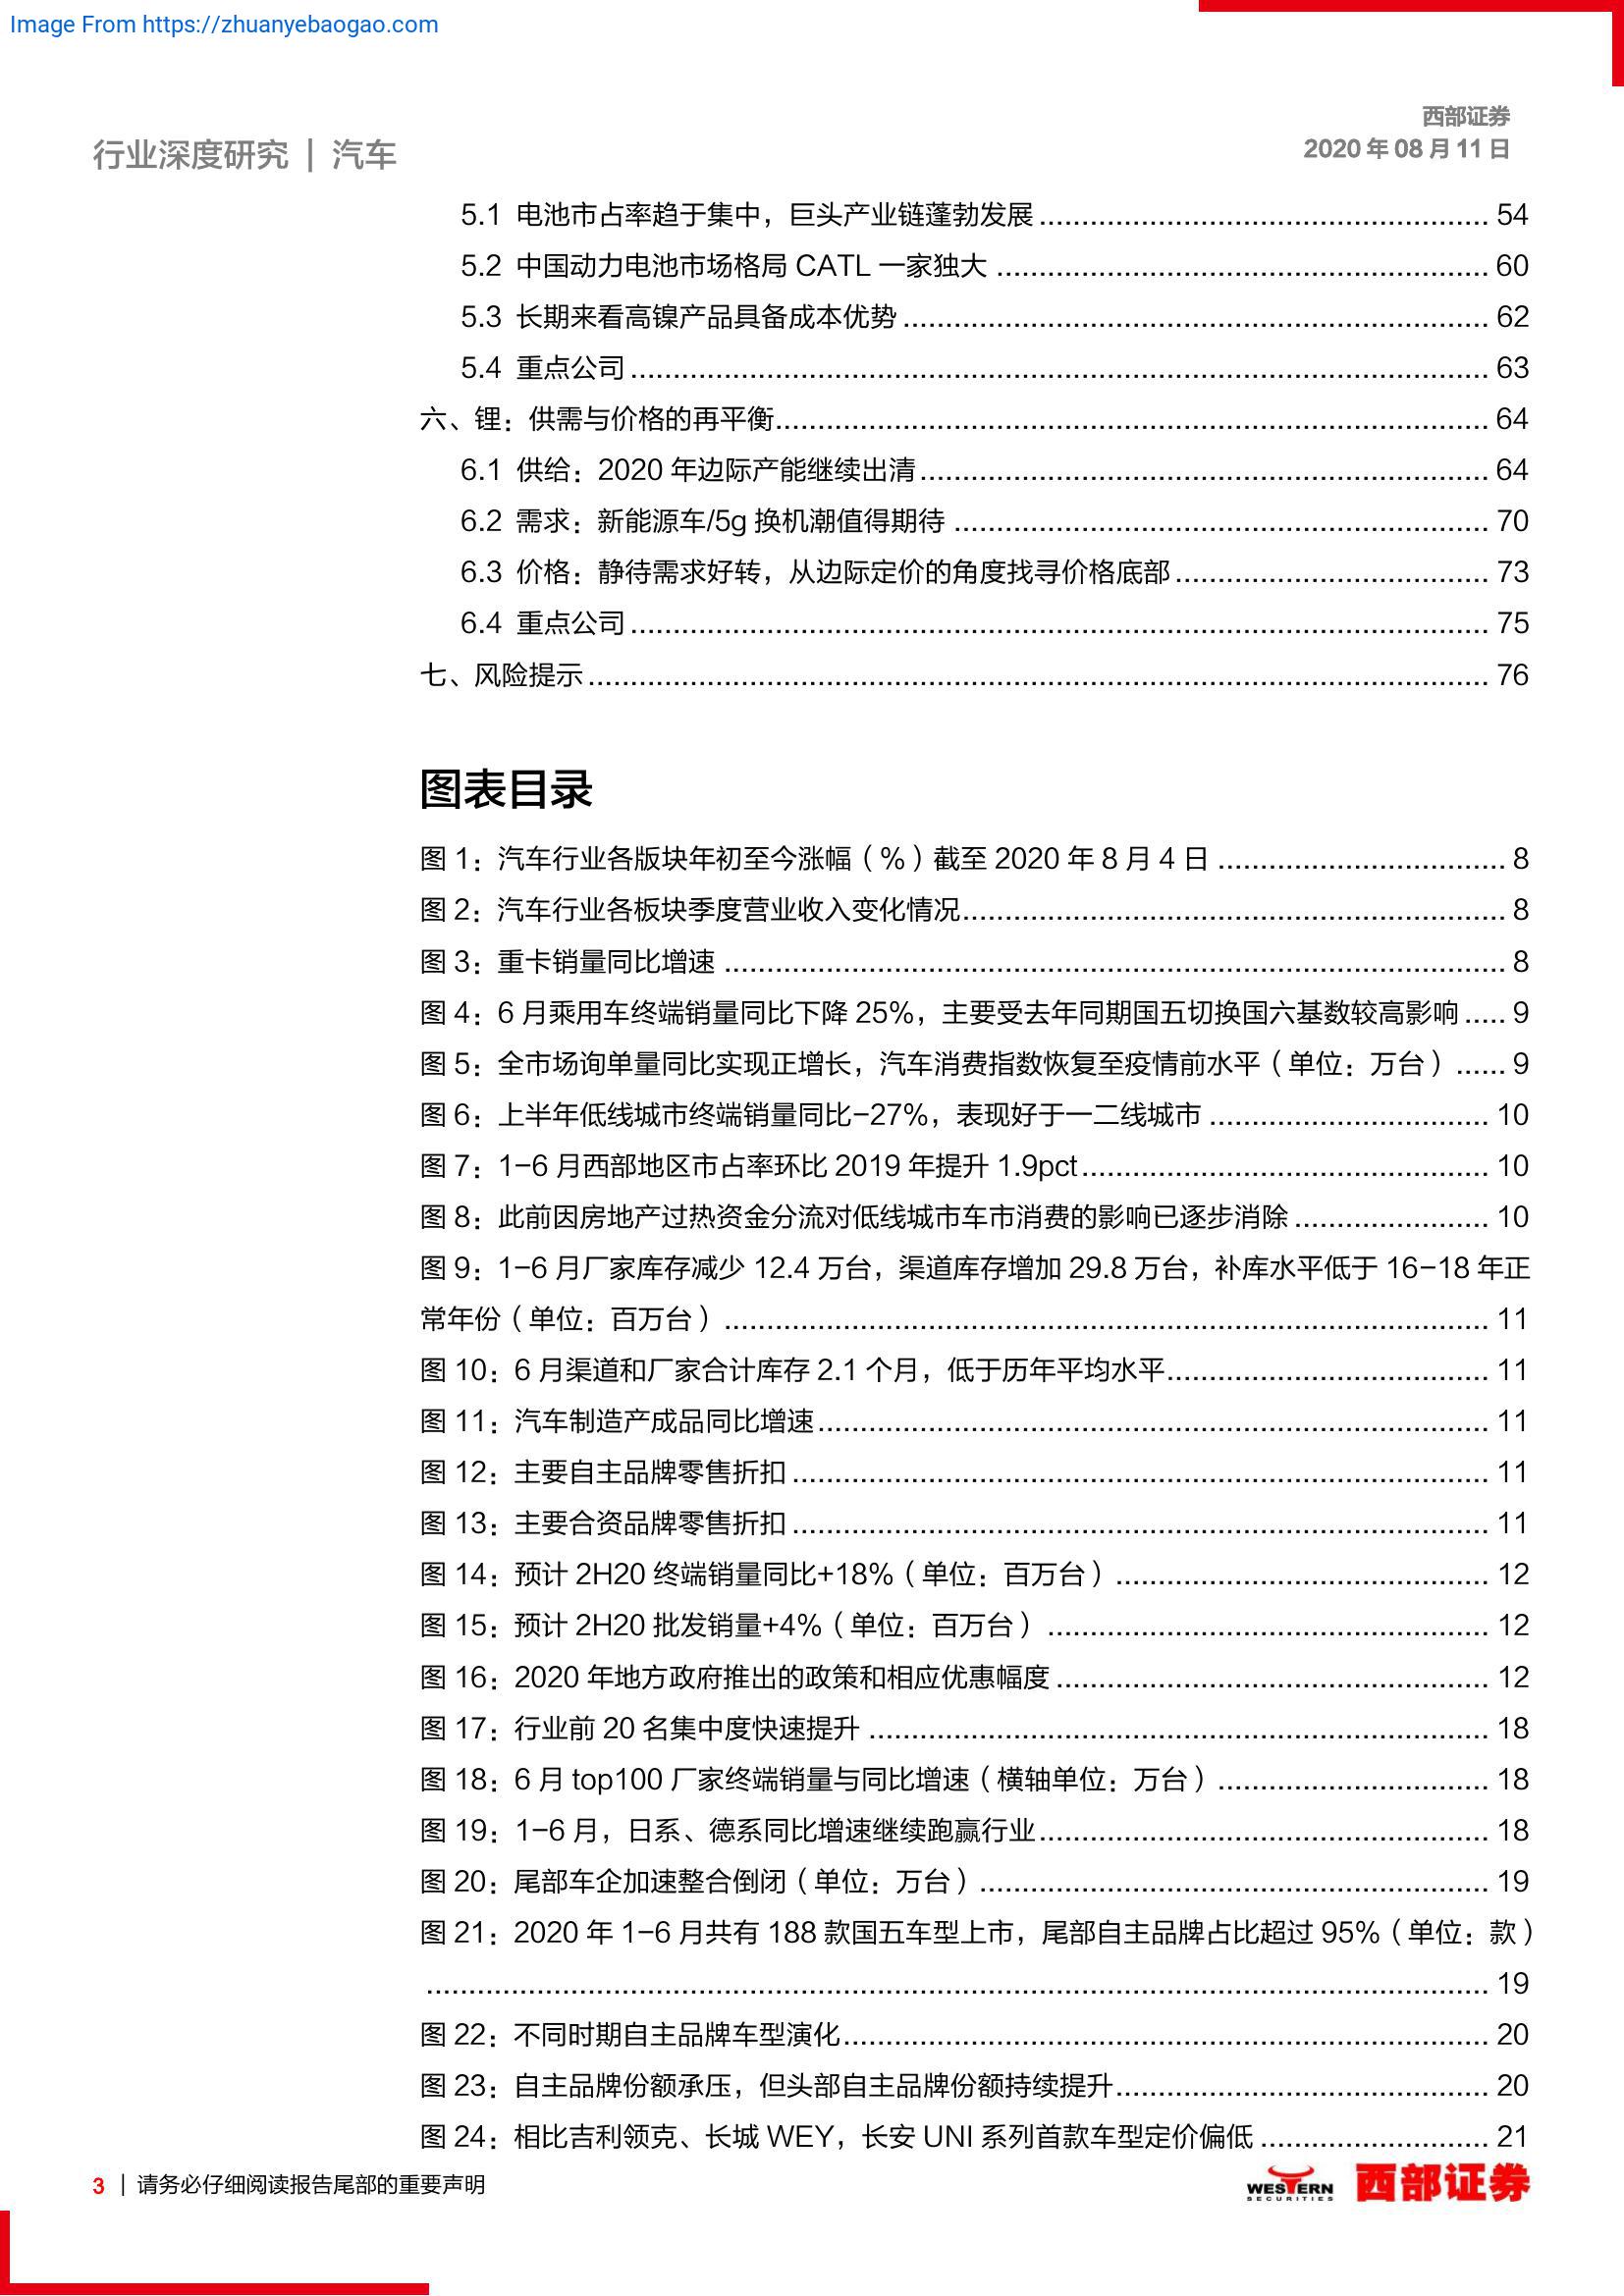 Image From https://zhuanyebaogao.com
西部证券
行业深度研究 | 汽车
2020 年 08 月 11 日
5.1 电池市占率趋于集中，巨头产业链蓬勃发展 ..................................................... 54
5.2 中国动力电池市场格局 CATL 一家独大 .......................................................... 60
5.3 长期来看高镍产品具备成本优势 ..................................................................... 62
5.4 重点公司 ..................................................................................................... 63
六、锂：供需与价格的再平衡.................................................................................... 64
6.1 供给：2020 年边际产能继续出清 ................................................................... 64
6.2 需求：新能源车/5g 换机潮值得期待 ............................................................... 70
6.3 价格：静待需求好转，从边际定价的角度找寻价格底部 ..................................... 73
6.4 重点公司 ..................................................................................................... 75
七、风险提示 .......................................................................................................... 76
图表目录
图 1：汽车行业各版块年初至今涨幅（%）截至 2020 年 8 月 4 日 .................................. 8
图 2：汽车行业各板块季度营业收入变化情况................................................................ 8
图 3：重卡销量同比增速 ............................................................................................ 8
图 4：6 月乘用车终端销量同比下降 25%，主要受去年同期国五切换国六基数较高影响 ..... 9
图 5：全市场询单量同比实现正增长，汽车消费指数恢复至疫情前水平（单位：万台） ...... 9
图 6：上半年低线城市终端销量同比-27%，表现好于一二线城市 ................................. 10
图 7：1-6 月西部地区市占率环比 2019 年提升 1.9pct................................................ 10
图 8：此前因房地产过热资金分流对低线城市车市消费的影响已逐步消除 ....................... 10
图 9：1-6 月厂家库存减少 12.4 万台，渠道库存增加 29.8 万台，补库水平低于 16-18 年正
常年份（单位：百万台） .......................................................................................... 11
图 10：6 月渠道和厂家合计库存 2.1 个月，低于历年平均水平...................................... 11
图 11：汽车制造产成品同比增速............................................................................... 11
图 12：主要自主品牌零售折扣 .................................................................................. 11
图 13：主要合资品牌零售折扣 .................................................................................. 11
图 14：预计 2H20 终端销量同比+18%（单位：百万台） ............................................ 12
图 15：预计 2H20 批发销量+4%（单位：百万台） .................................................... 12
图 16：2020 年地方政府推出的政策和相应优惠幅度 ................................................... 12
图 17：行业前 20 名集中度快速提升 ......................................................................... 18
图 18：6 月 top100 厂家终端销量与同比增速（横轴单位：万台） ................................ 18
图 19：1-6 月，日系、德系同比增速继续跑赢行业..................................................... 18
图 20：尾部车企加速整合倒闭（单位：万台） ............................................................ 19
图 21：2020 年 1-6 月共有 188 款国五车型上市，尾部自主品牌占比超过 95%（单位：款）
............................................................................................................................. 19
图 22：不同时期自主品牌车型演化............................................................................ 20
图 23：自主品牌份额承压，但头部自主品牌份额持续提升............................................ 20
图 24：相比吉利领克、长城 WEY，长安 UNI 系列首款车型定价偏低 ........................... 21
3 | 请务必仔细阅读报告尾部的重要声明
WESTERN
SECURITIES
西部证券